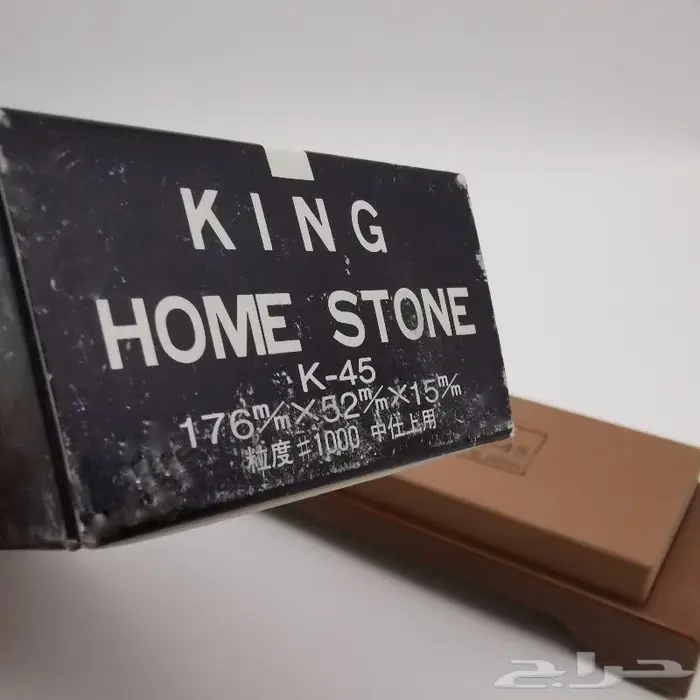 KING
HOME STONE
K-45
176m/m×52m/m×15m/m
粒度#1000 中仕上用
حراج